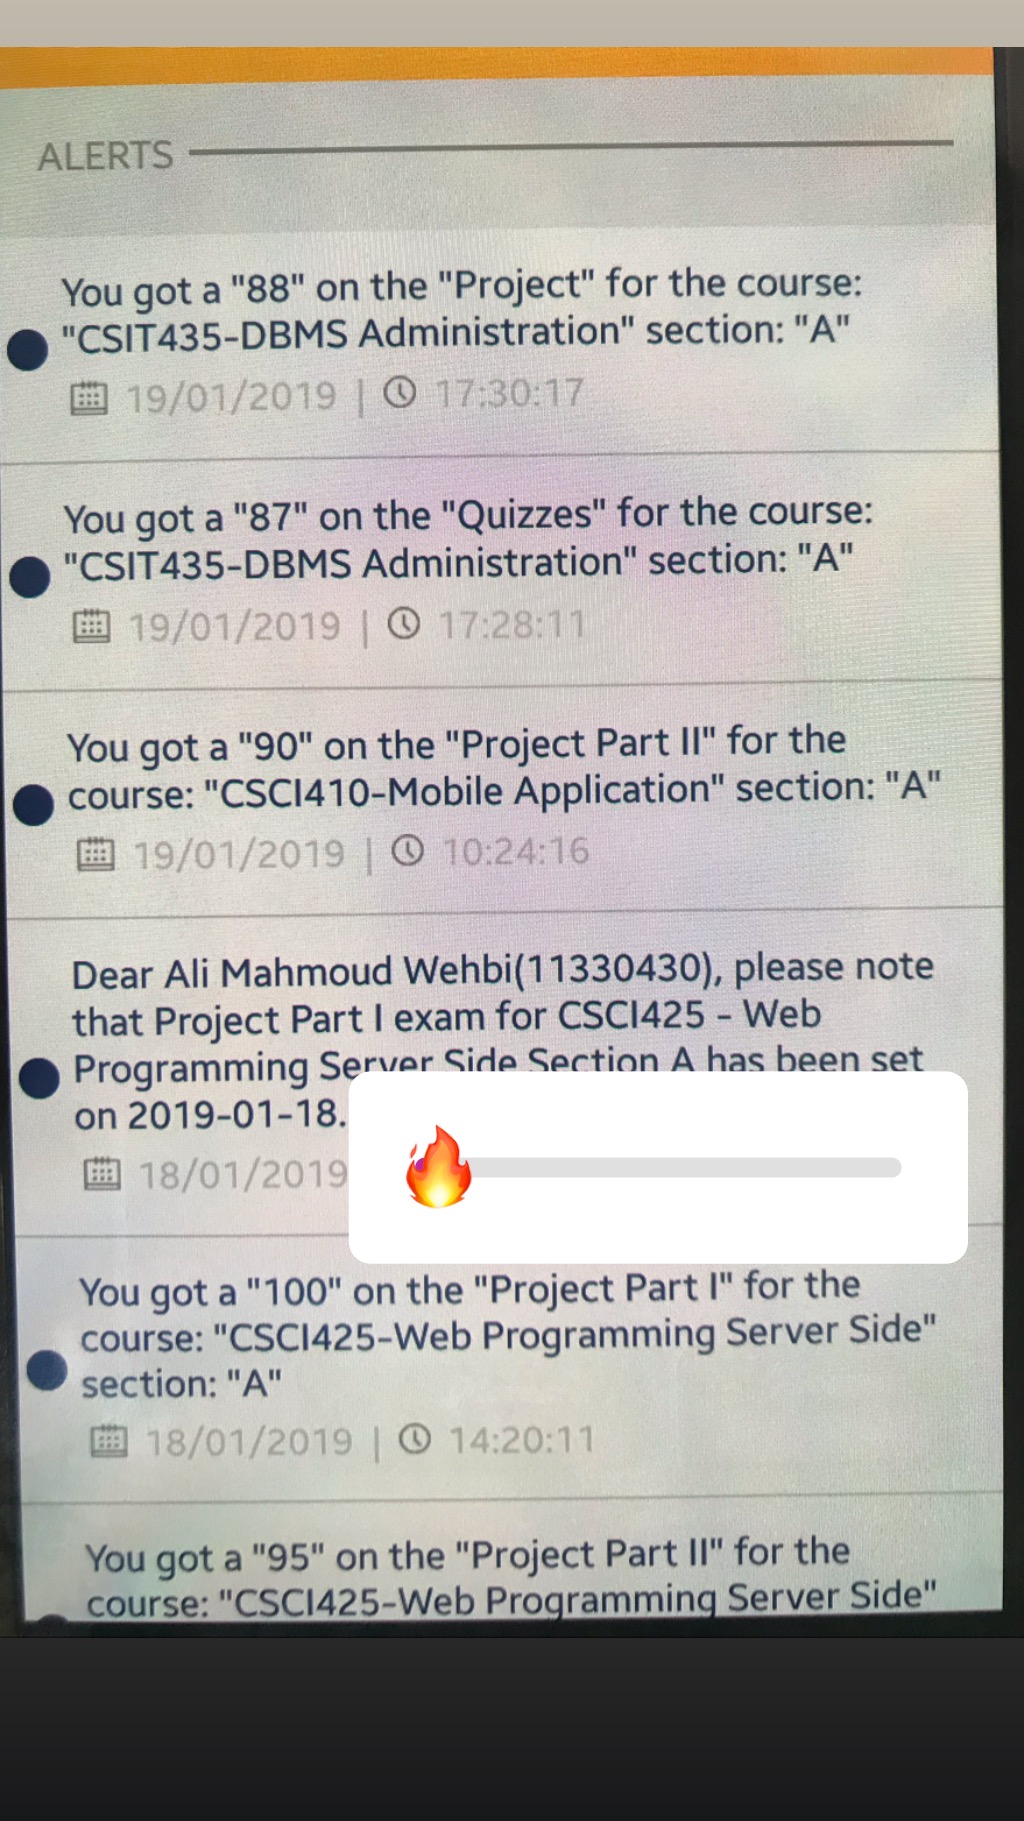 ALERTS
You got a "88" on the "Project" for the course:
"CSIT435-DBMS Administration" section: "A"
19/01/2019 | 17:30:17
You got a "87" on the "Quizzes" for the course:
"CSIT435-DBMS Administration" section: "A"
19/01/2019 | 17:28:11
You got a "90" on the "Project Part II" for the
course: "CSCI410-Mobile Application" section: "A"
19/01/2019 | 10:24:16
Dear Ali Mahmoud Wehbi(11330430), please note
that Project Part I exam for CSCI425 - Web
Programming Server Side Section A has been set
on 2019-01-18.
18/01/2019
You got a "100" on the "Project Part I" for the
course: "CSCI425-Web Programming Server Side"
section: "A"
18/01/2019 | 14:20:11
You got a "95" on the "Project Part II" for the
course: "CSCI425-Web Programming Server Side"